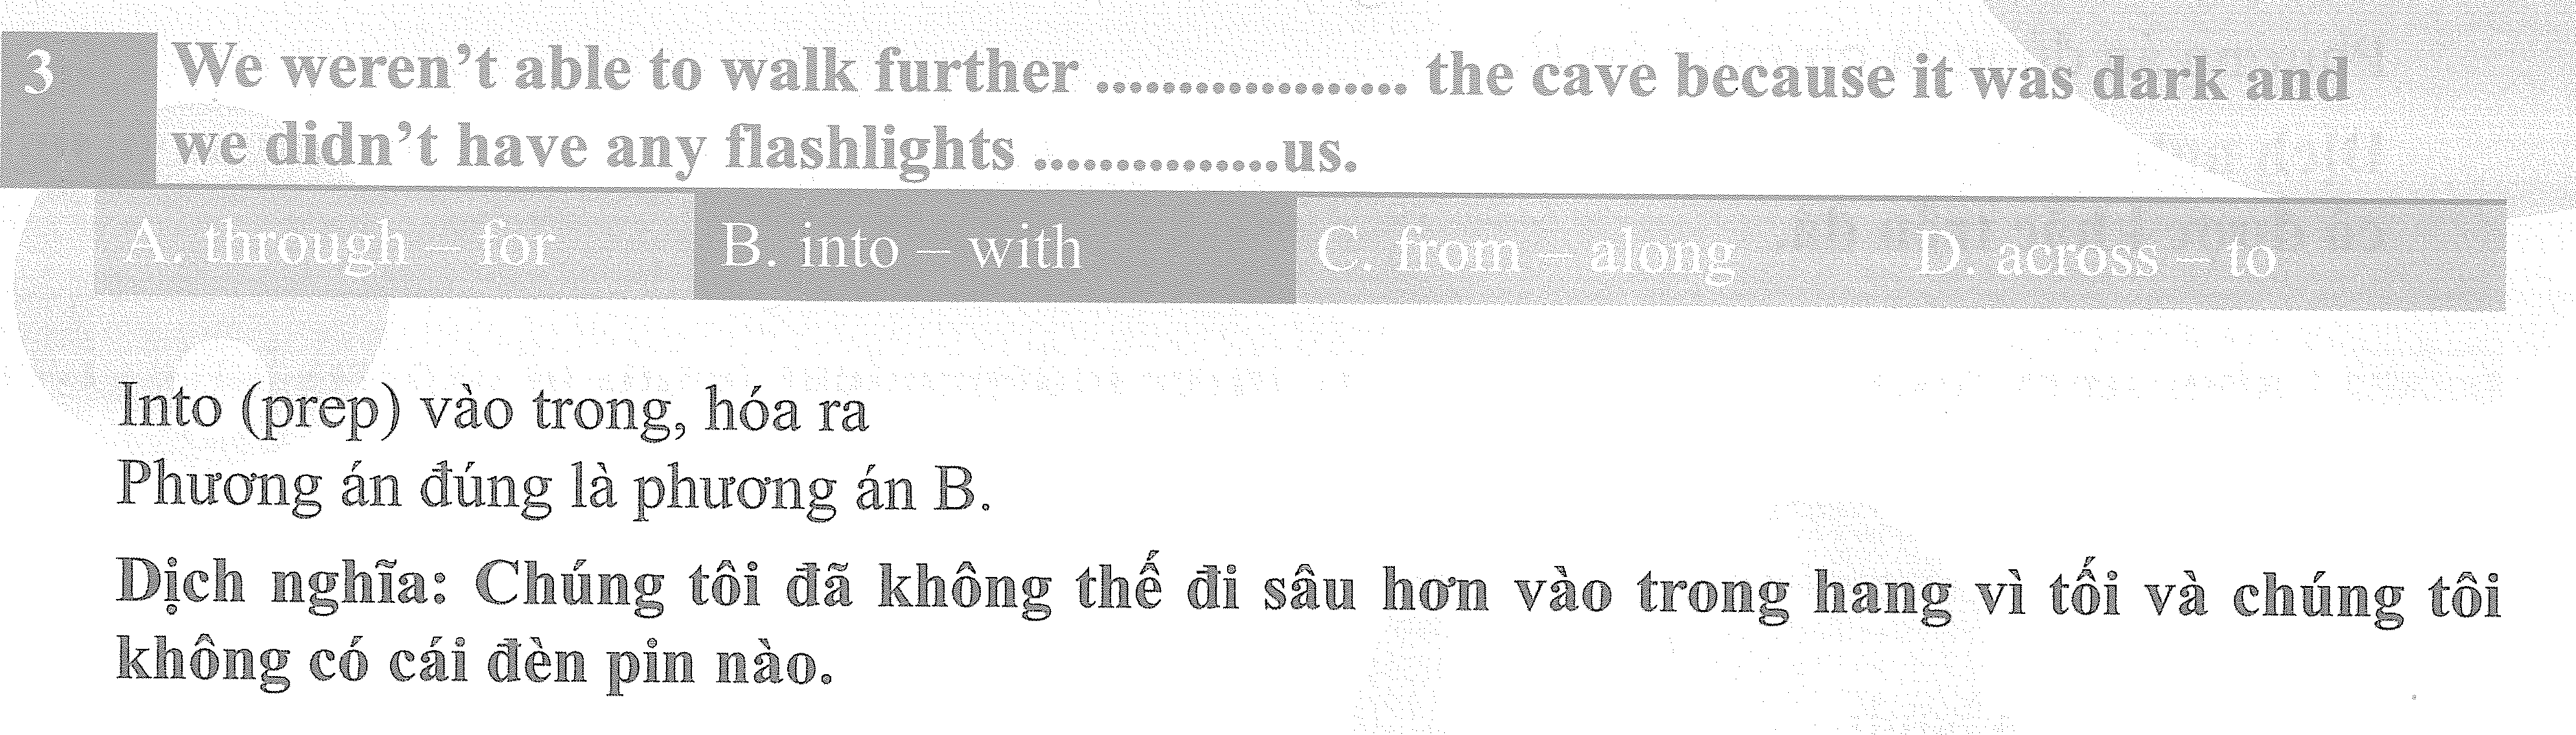 3
We weren't able to walk further .................... the cave because it was dark and
we didn't have any flashlights ................us.
A. through – for B. into – with C. from – along D. across – to
Into (prep) vào trong, hóa ra
Phương án đúng là phương án B.
Dịch nghĩa: Chúng tôi đã không thể đi sâu hơn vào trong hang vì tối và chúng tôi
không có cái đèn pin nào.